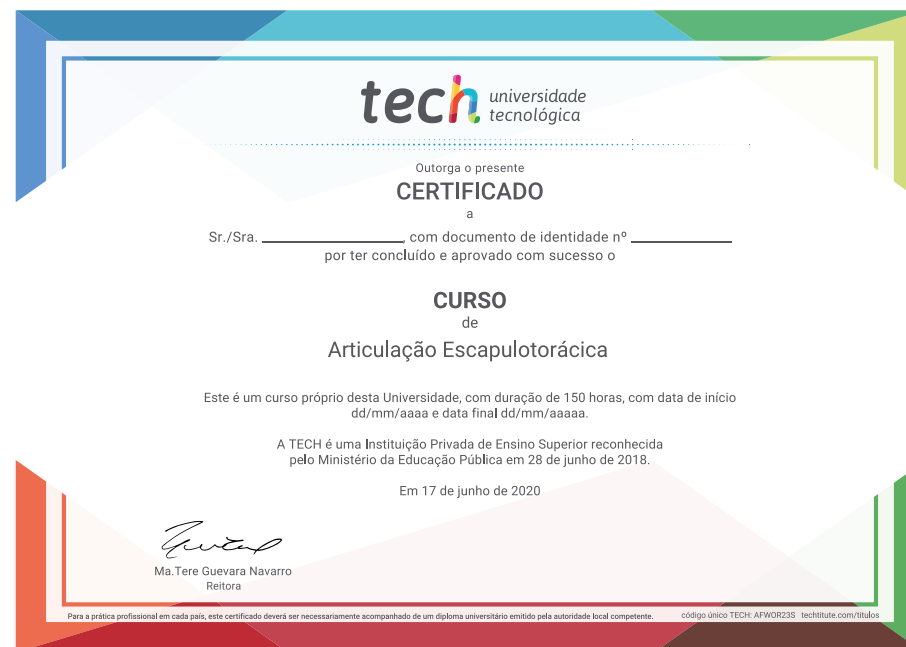 tech universidade
tecnológica
Outorga o presente
CERTIFICADO
a
Sr./Sra. ____________________, com documento de identidade nº ______________
por ter concluído e aprovado com sucesso o
CURSO
de
Articulação Escapulotorácica
Este é um curso próprio desta Universidade, com duração de 150 horas, com data de início
dd/mm/aaaa e data final dd/mm/aaaaa.
A TECH é uma Instituição Privada de Ensino Superior reconhecida
pelo Ministério da Educação Pública em 28 de junho de 2018.
Em 17 de junho de 2020
Ma.Tere Guevara Navarro
Reitora
Para a prática profissional em cada país, este certificado deverá ser necessariamente acompanhado de um diploma universitário emitido pela autoridade local competente. código único TECH: AFWOR23S techtitute.com/titulos